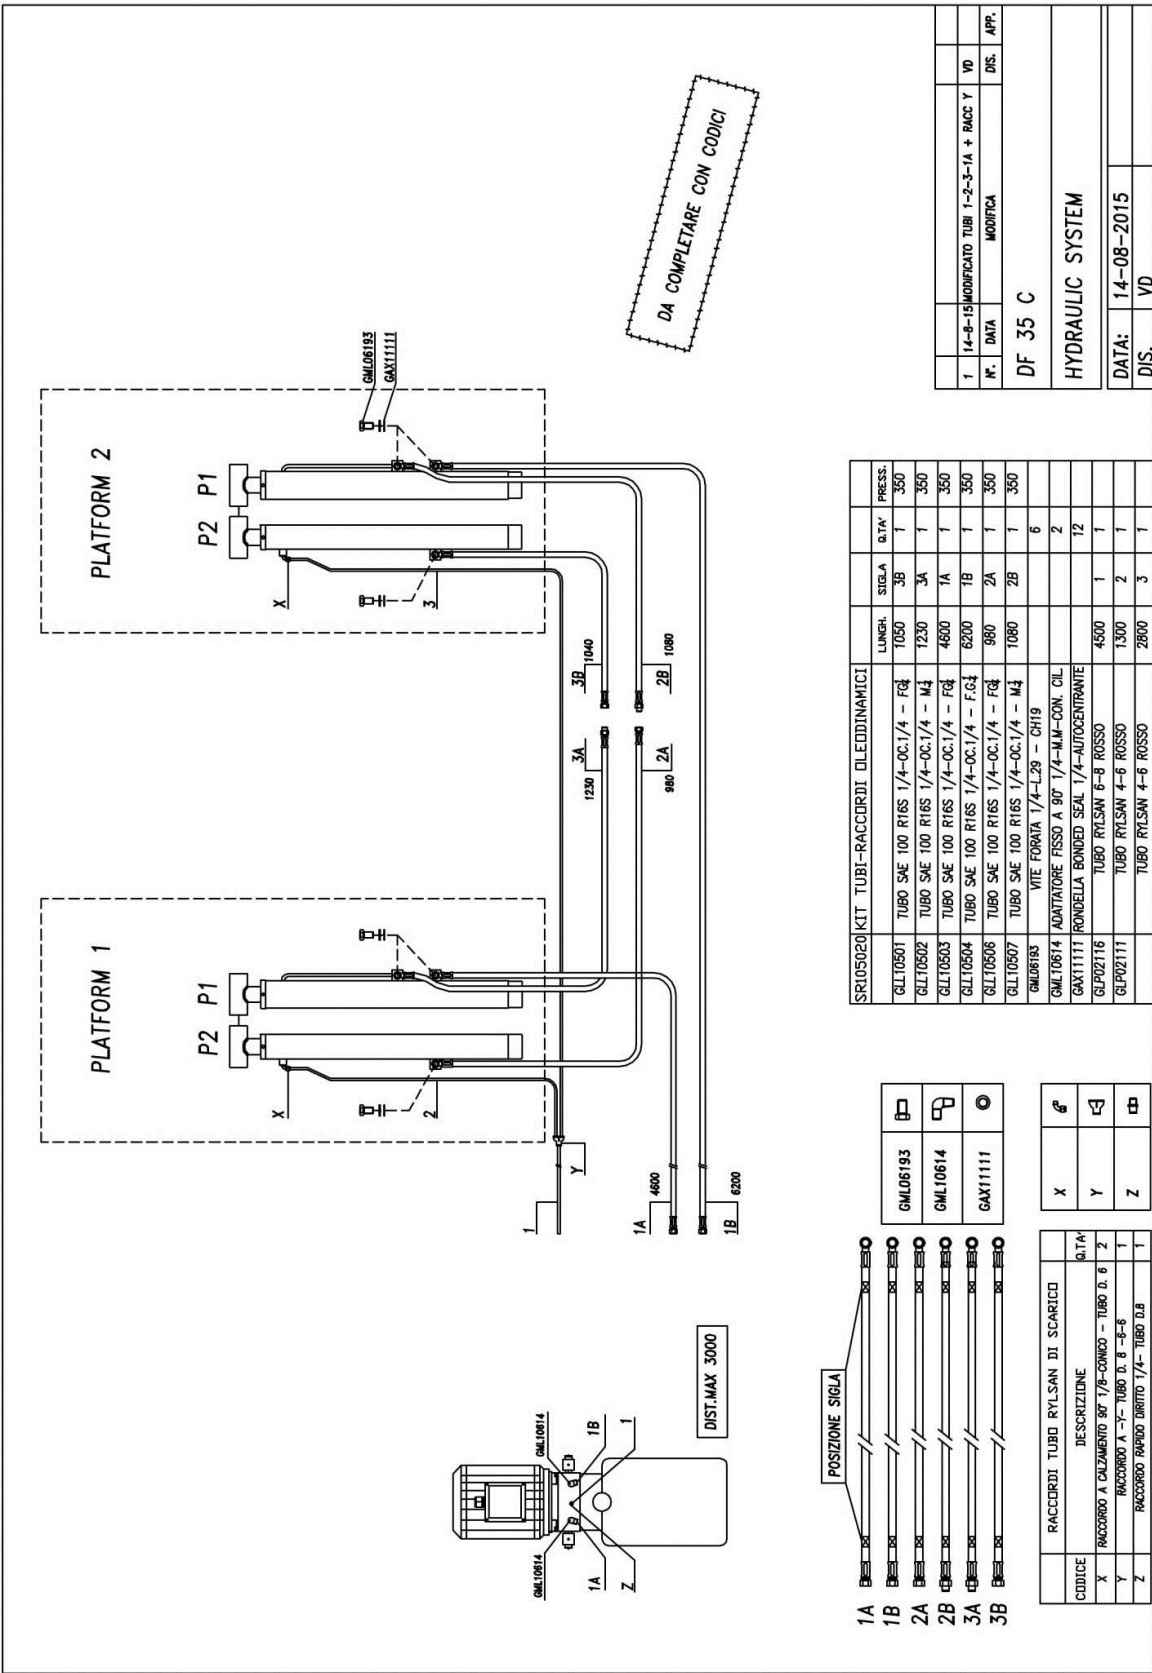 PLATFORM 1
P2
P1
X
2
PLATFORM 2
P2
P1
X
3
GML06193
GAX11111
1
Y
1A
4600
1B
6200
3A
1230
3B
1040
2A
980
2B
1080
DA COMPLETARE CON CODICI
GML10614
GML10614
1A
1B
Z
1
DIST.MAX 3000
POSIZIONE SIGLA
1A
1B
2A
2B
3A
3B
GML06193
GML10614
GAX11111
RACCORDI TUBO RYLSAN DI SCARICO
CODICE DESCRIZIONE Q.TA'
X RACCORDO A CALZAMENTO 90° 1/8-CONICO - TUBO D. 6 2
Y RACCORDO A -Y- TUBO D. 8 -6-6 1
Z RACCORDO RAPIDO DIRITTO 1/4- TUBO D.8 1
X
Y
Z
SR105020 KIT TUBI-RACCORDI OLEODINAMICI
LUNGH. SIGLA Q.TA' PRESS.
GLL10501 TUBO SAE 100 R16S 1/4-OC.1/4 - FG¼ 1050 3B 1 350
GLL10502 TUBO SAE 100 R16S 1/4-OC.1/4 - M¼ 1230 3A 1 350
GLL10503 TUBO SAE 100 R16S 1/4-OC.1/4 - FG¼ 4600 1A 1 350
GLL10504 TUBO SAE 100 R16S 1/4-OC.1/4 - F.G¼ 6200 1B 1 350
GLL10506 TUBO SAE 100 R16S 1/4-OC.1/4 - FG¼ 980 2A 1 350
GLL10507 TUBO SAE 100 R16S 1/4-OC.1/4 - M¼ 1080 2B 1 350
GML06193 VITE FORATA 1/4-L.29 - CH19 6
GML10614 ADATTATORE FISSO A 90° 1/4-M.M-CON. CIL 2
GAX11111 RONDELLA BONDED SEAL 1/4-AUTOCENTRANTE 12
GLP02116 TUBO RYLSAN 6-8 ROSSO 4500 1 1
GLP02111 TUBO RYLSAN 4-6 ROSSO 1300 2 1
TUBO RYLSAN 4-6 ROSSO 2800 3 1
1 14-8-15 MODIFICATO TUBI 1-2-3-1A + RACC Y VD
N°. DATA MODIFICA DIS. APP.
DF 35 C
HYDRAULIC SYSTEM
DATA: 14-08-2015
DIS. VD